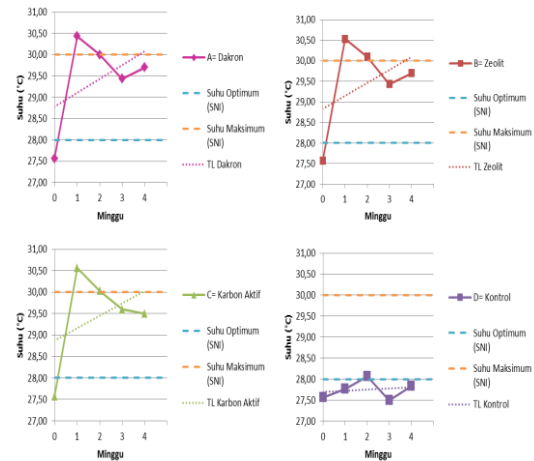 31,00
30,50
30,00
29,50
29,00
28,50
28,00
27,50
27,00
Suhu (°C)
0 1 2 3 4
Minggu
A= Dakron
Suhu Optimum
(SNI)
Suhu Maksimum
(SNI)
TL Dakron
31,00
30,50
30,00
29,50
29,00
28,50
28,00
27,50
27,00
Suhu (°C)
0 1 2 3 4
Minggu
B= Zeolit
Suhu Optimum
(SNI)
Suhu Maksimum
(SNI)
TL Zeolit
31,00
30,50
30,00
29,50
29,00
28,50
28,00
27,50
27,00
Suhu (°C)
0 1 2 3 4
Minggu
C= Karbon Aktif
Suhu Optimum
(SNI)
Suhu Maksimum
(SNI)
TL Karbon Aktif
31,00
30,50
30,00
29,50
29,00
28,50
28,00
27,50
27,00
Suhu (°C)
0 1 2 3 4
Minggu
D= Kontrol
Suhu Optimum
(SNI)
Suhu Maksimum
(SNI)
TL Kontrol